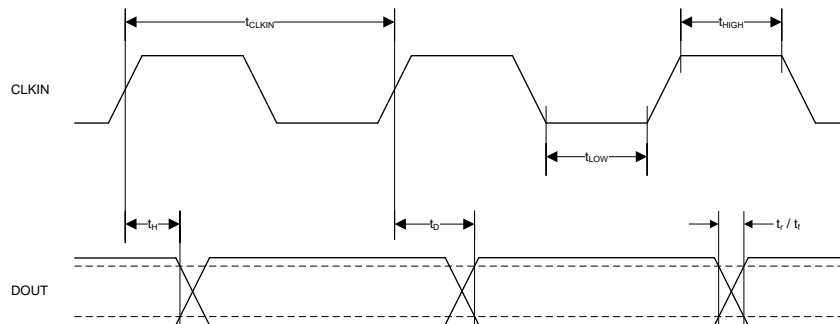 tCLKIN
tHIGH
CLKIN
tLOW
tH
tD
tr / tf
DOUT